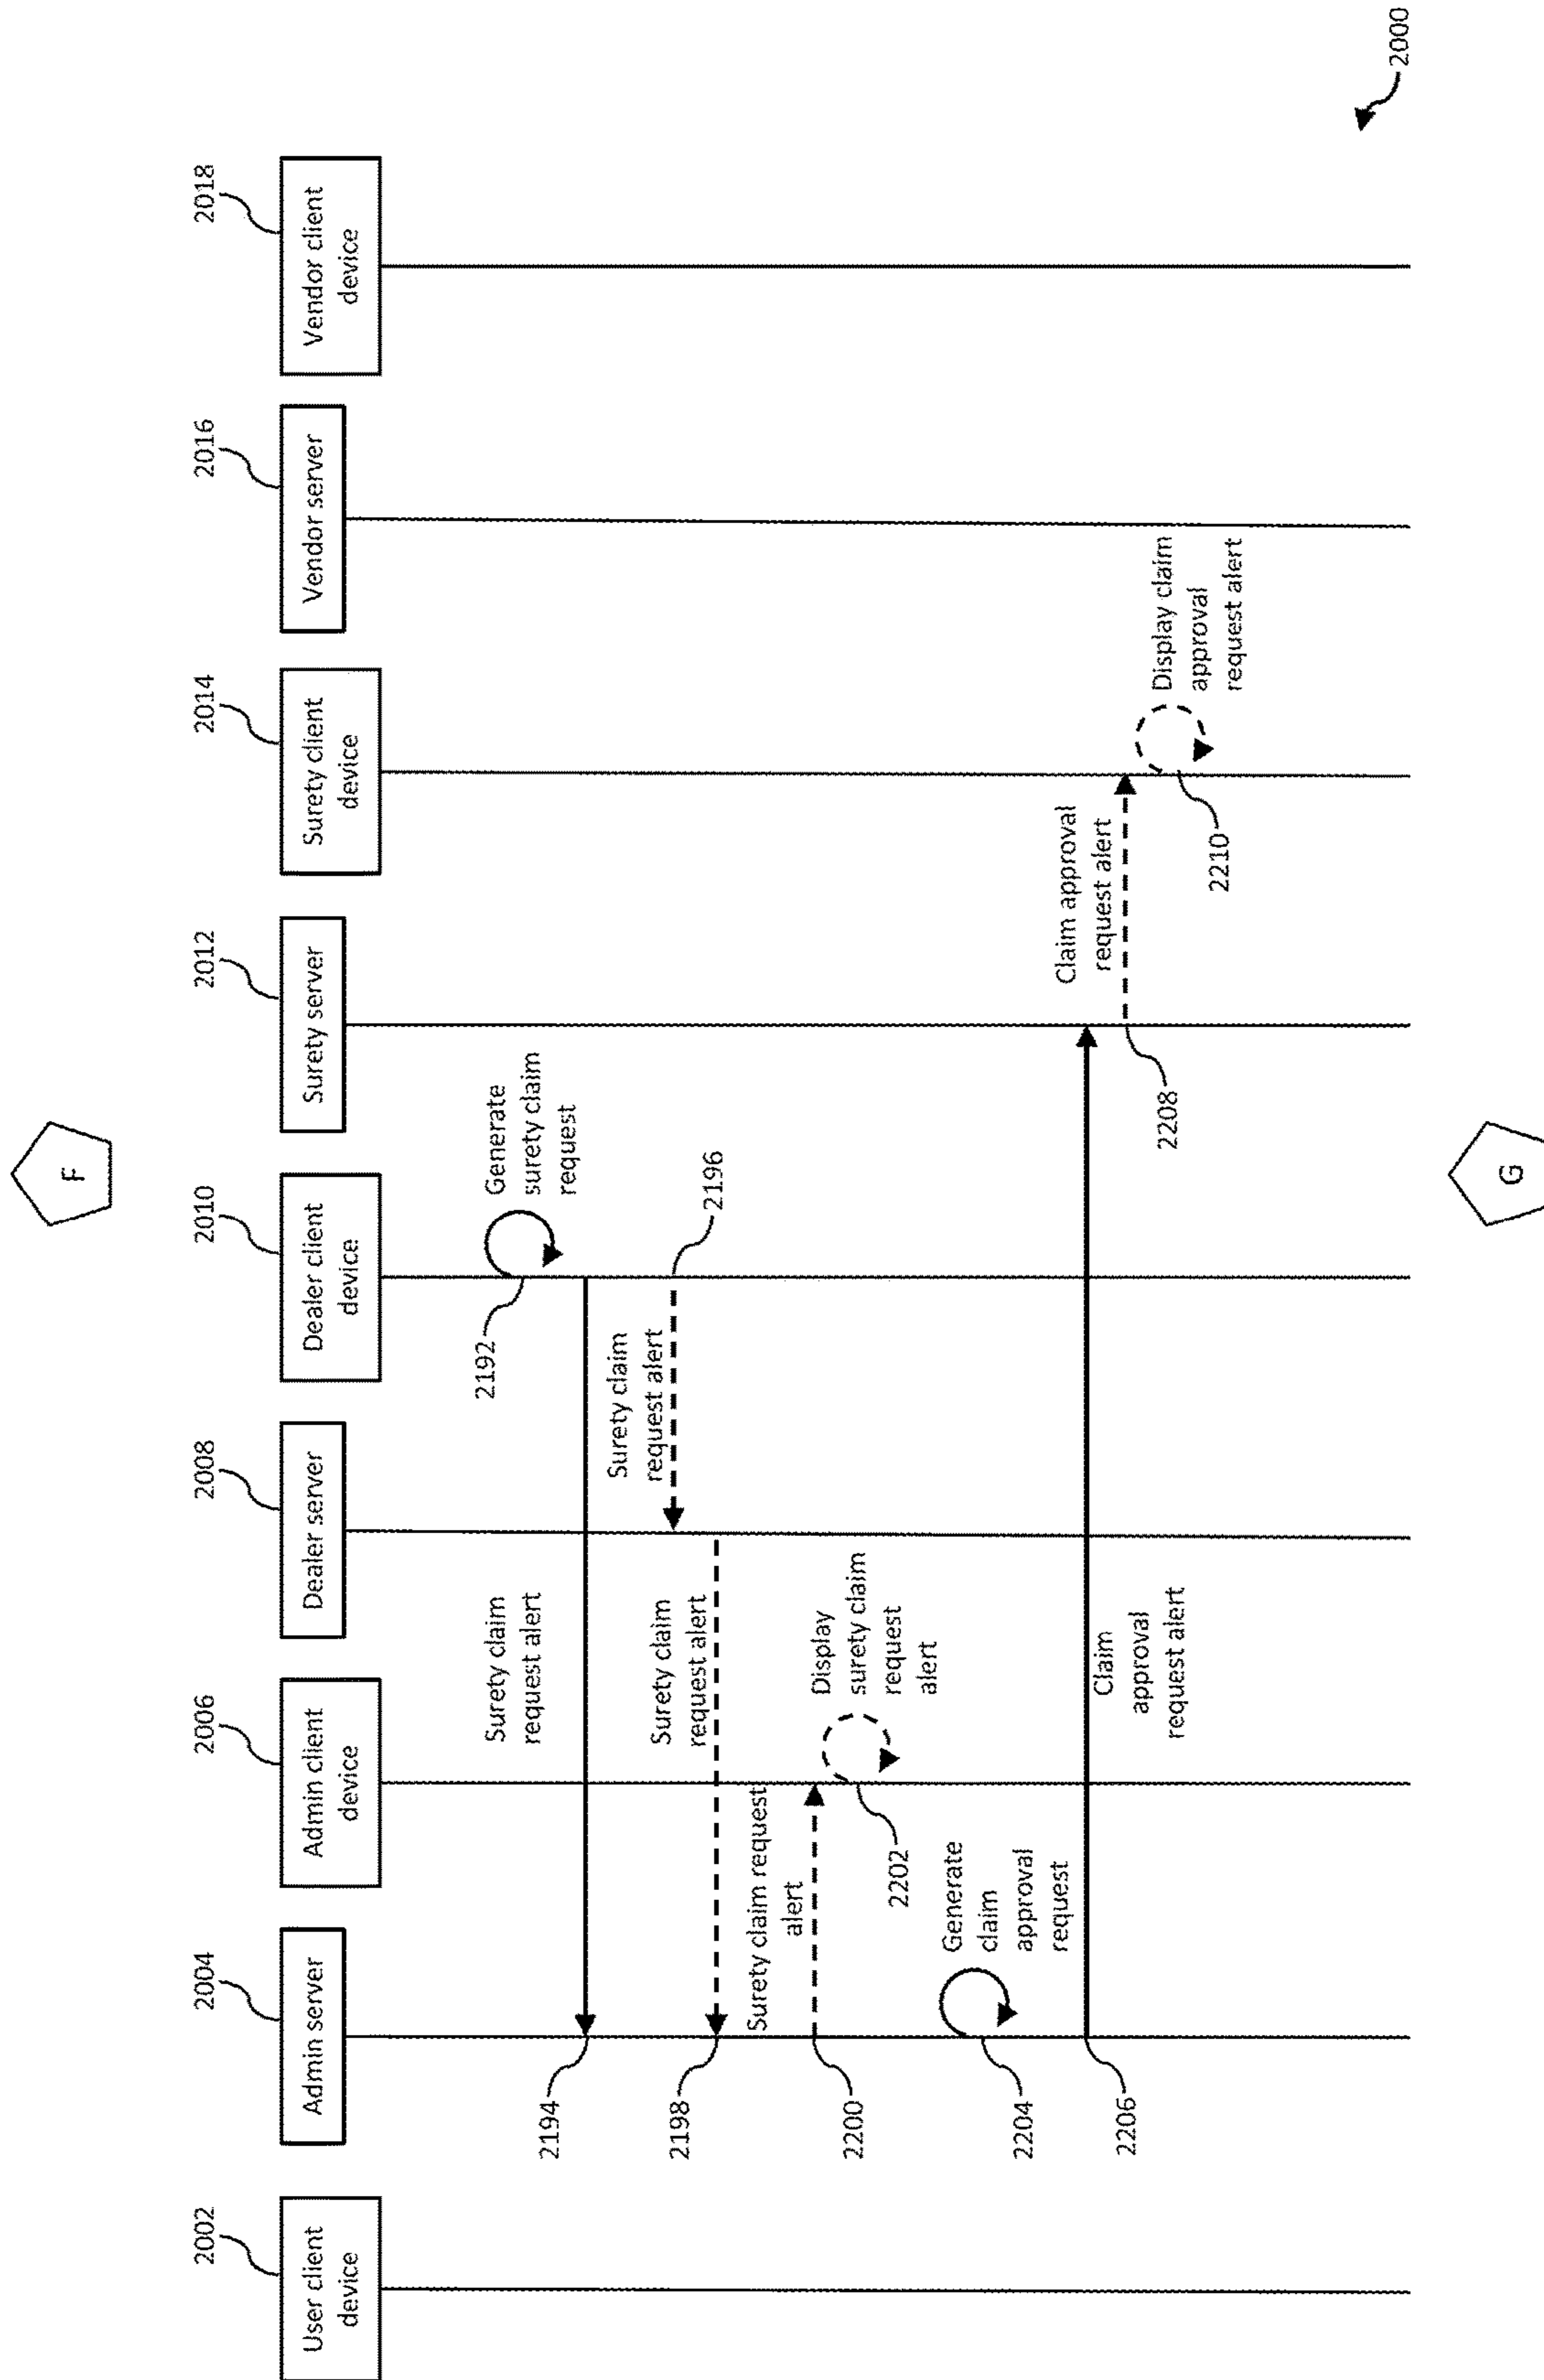 F
2002
2004
2006
2008
2010
2012
2014
2016
2018
User client
device
Admin server
Admin client
device
Dealer server
Dealer client
device
Surety server
Surety client
device
Vendor server
Vendor client
device
2192
Generate
surety claim
request
Surety claim
request alert
2194
Surety claim
request alert
2196
Surety claim
request alert
2198
Surety claim request
alert
2200
Display
surety claim
request
alert
2202
Generate
claim
approval
request
2204
Claim
approval
request alert
2206
Claim approval
request alert
2208
Display claim
approval
request alert
2210
2000
G